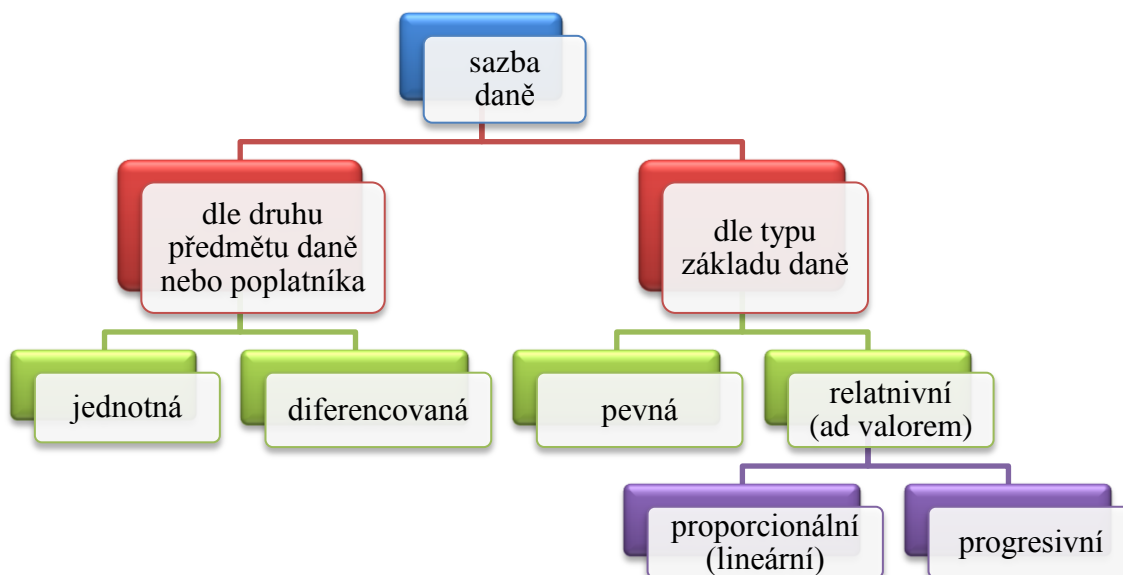 sazba
daně
dle druhu
předmětu daně
nebo poplatníka
dle typu
základu daně
jednotná
diferencovaná
pevná
relatnivní
(ad valorem)
proporcionální
(lineární)
progresivní